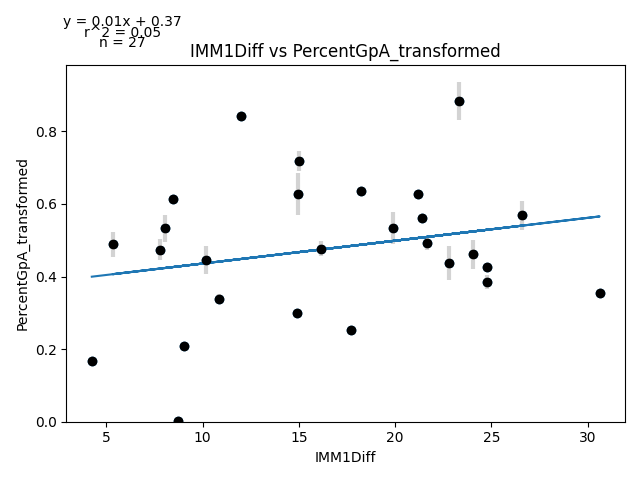 y = 0.01x + 0.37
r^2 = 0.05
n = 27
IMM1Diff vs PercentGpA_transformed
PercentGpA_transformed
0.8
0.6
0.4
0.2
0.0
5 10 15 20 25 30
IMM1Diff